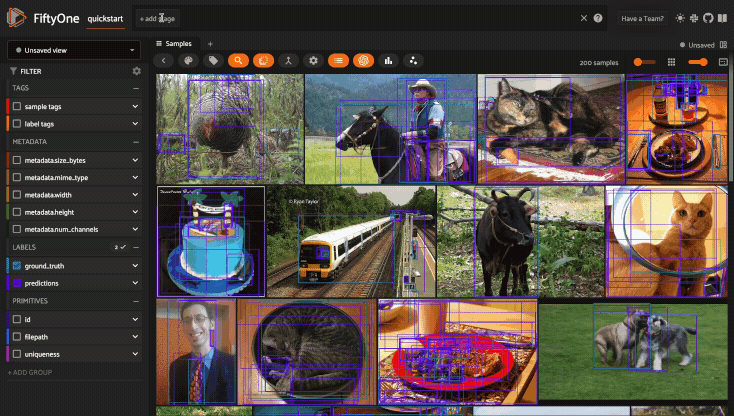 FiftyOne
quickstart
+ add stage
Have a Team?
Unsaved view
Samples
+
Unsaved
200 samples
FILTER
TAGS
sample tags
label tags
METADATA
metadata.size_bytes
metadata.mime_type
metadata.width
metadata.height
metadata.num_channels
LABELS
2
ground_truth
predictions
PRIMITIVES
id
filepath
uniqueness
+ ADD GROUP
© Ryan Taylor